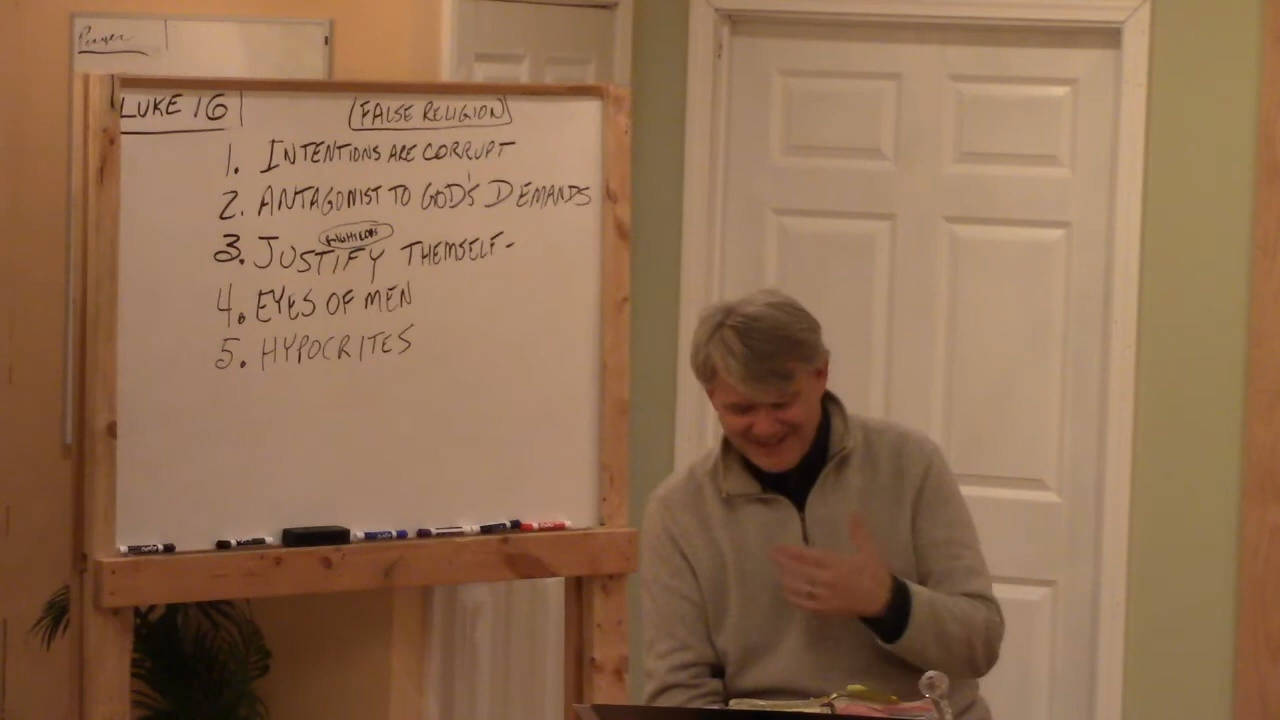 Prayer
LUKE 16
(FALSE RELIGION)
1. INTENTIONS ARE CORRUPT
2. ANTAGONIST TO GOD'S DEMANDS
RIGHTEOUS
3. JUSTIFY THEMSELF-
4. EYES OF MEN
5. HYPOCRITES